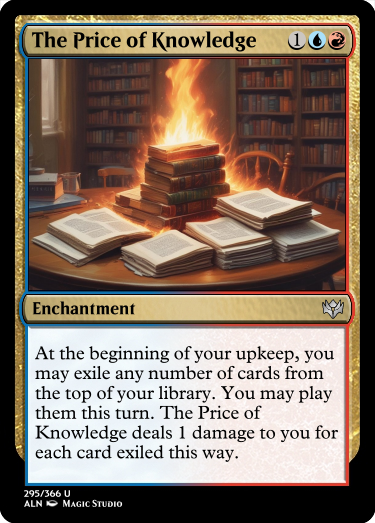 The Price of Knowledge 1
Enchantment
At the beginning of your upkeep, you
may exile any number of cards from
the top of your library. You may play
them this turn. The Price of
Knowledge deals 1 damage to you for
each card exiled this way.
295/366 U
ALN Magic Studio